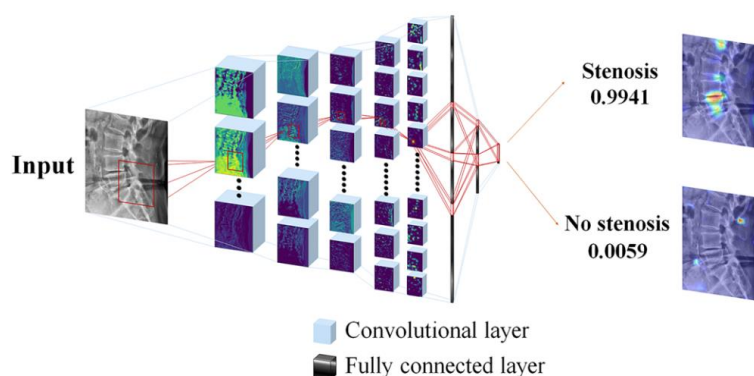 Input
Stenosis
0.9941
No stenosis
0.0059
Convolutional layer
Fully connected layer